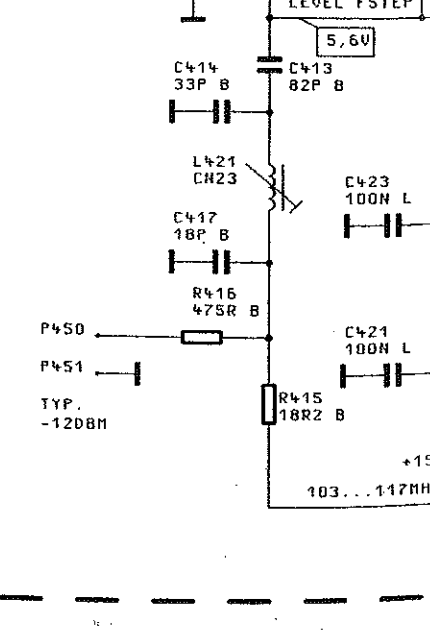 LEVEL FSTEP
5,6V
C414
33P B
C413
82P B
L421
CN23
C423
100N L
C417
18P B
R416
475R B
P450
C421
100N L
P451
TYP.
-12DBM
R415
18R2 B
+15
103...117MH